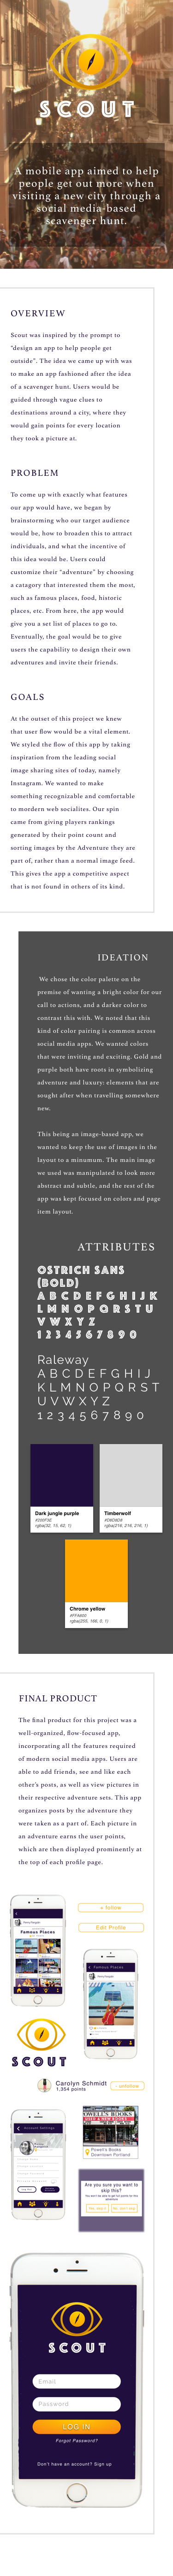 SCOUT
A mobile app aimed to help
people get out more when
visiting a new city through a
social media-based
scavenger hunt.
OVERVIEW
Scout was inspired by the prompt to
"design an app to help people get
outside". The idea we came up with was
to make an app fashioned after the idea
of a scavenger hunt. Users would be
guided through vague clues to
destinations around a city, where they
would gain points for every location
they took a picture at.
PROBLEM
To come up with exactly what features
our app would have, we began by
brainstorming who our target audience
would be, how to broaden this to attract
individuals, and what the incentive of
this idea would be. Users could
customize their "adventure" by choosing
a catagory that interested them the most,
such as famous places, food, historic
places, etc. From here, the app would
give you a set list of places to go to.
Eventually, the goal would be to give
users the capability to design their own
adventures and invite their friends.
GOALS
At the outset of this project we knew
that user flow would be a vital element.
We styled the flow of this app by taking
inspiration from the leading social
image sharing sites of today, namely
Instagram. We wanted to make
something recognizable and comfortable
to mordern web socialites. Our spin
came from giving players rankings
generated by their point count and
sorting images by the Adventure they are
part of, rather than a normal image feed.
This gives the app a competitive aspect
that is not found in others of its kind.
IDEATION
We chose the color palette on the
premise of wanting a bright color for our
call to actions, and a darker color to
contrast this with. We noted that this
kind of color pairing is common across
social media apps. We wanted colors
that were inviting and exciting. Gold and
purple both have roots in symbolizing
adventure and luxury: elements that are
sought after when travelling somewhere
new.
This being an image-based app, we
wanted to keep the use of images in the
layout to a minumum. The main image
we used was manipulated to look more
abstract and subtle, and the rest of the
app was kept focused on colors and page
item layout.
ATTRIBUTES
OSTRICH SANS
(BOLD)
A B C D E F G H I J K
L M N O P Q R S T U
V W X Y Z
1 2 3 4 5 6 7 8 9 0
Raleway
A B C D E F G H I J
K L M N O P Q R S T
U V W X Y Z
1 2 3 4 5 6 7 8 9 0
Dark jungle purple
Timberwolf
Chrome yellow
FINAL PRODUCT
The final product for this project was a
well-organized, flow-focused app,
incorporating all the features required
of modern social media apps. Users are
able to add friends, see and like each
other's posts, as well as view pictures in
their respective adventure sets. This app
organizes posts by the adventure they
were taken as a part of. Each picture in
an adventure earns the user points,
which are then displayed prominently at
the top of each profile page.
+ follow
Edit Profile
Famous Places
Famous Places
SCOUT
Carolyn Schmidt
1,354 points
- unfollow
Account Settings
Powell's Books
Downtown Portland
Are you sure you want to
skip this?
SCOUT
Email
Password
LOG IN
Forgot Password?
Don't have an account? Sign up